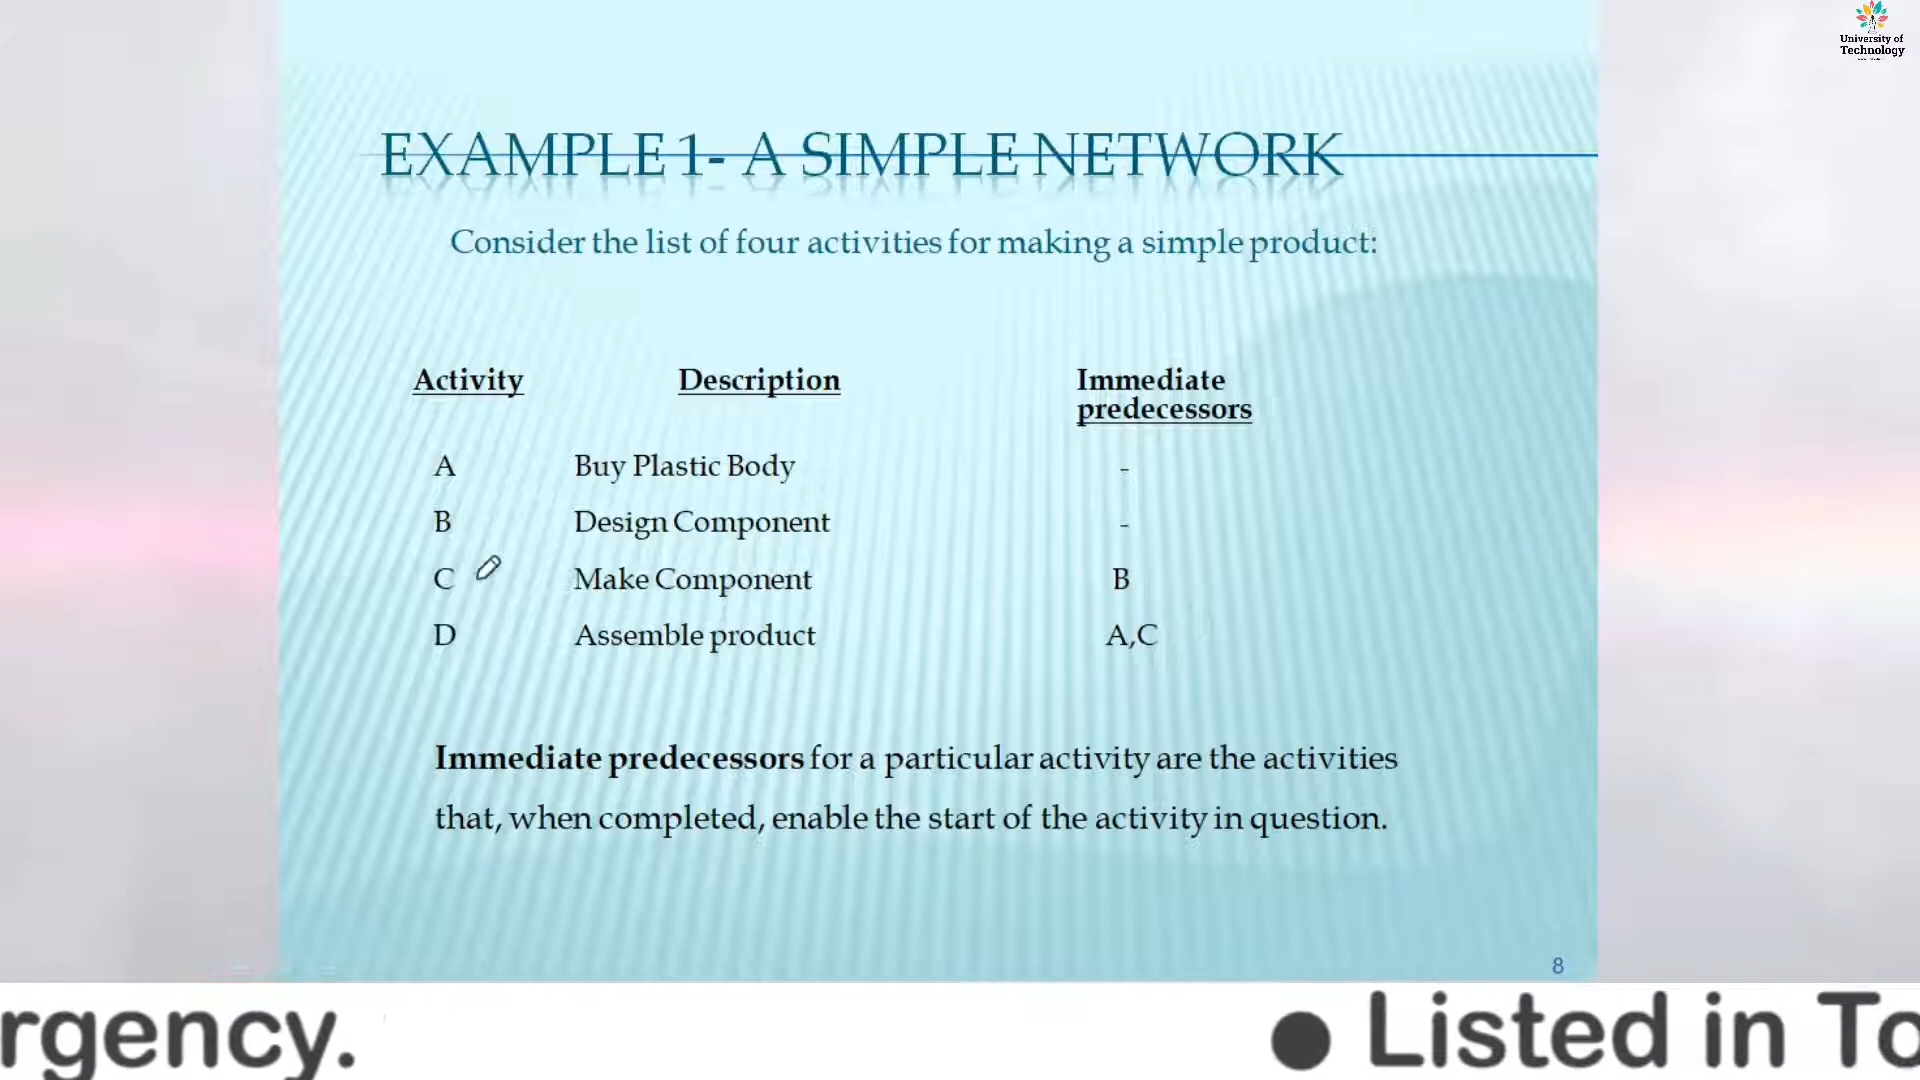 University of
Technology
EXAMPLE 1- A SIMPLE NETWORK
Consider the list of four activities for making a simple product:
Activity Description Immediate
predecessors
A Buy Plastic Body -
B Design Component -
C Make Component B
D Assemble product A,C
Immediate predecessors for a particular activity are the activities
that, when completed, enable the start of the activity in question.
8
rgency. ● Listed in To